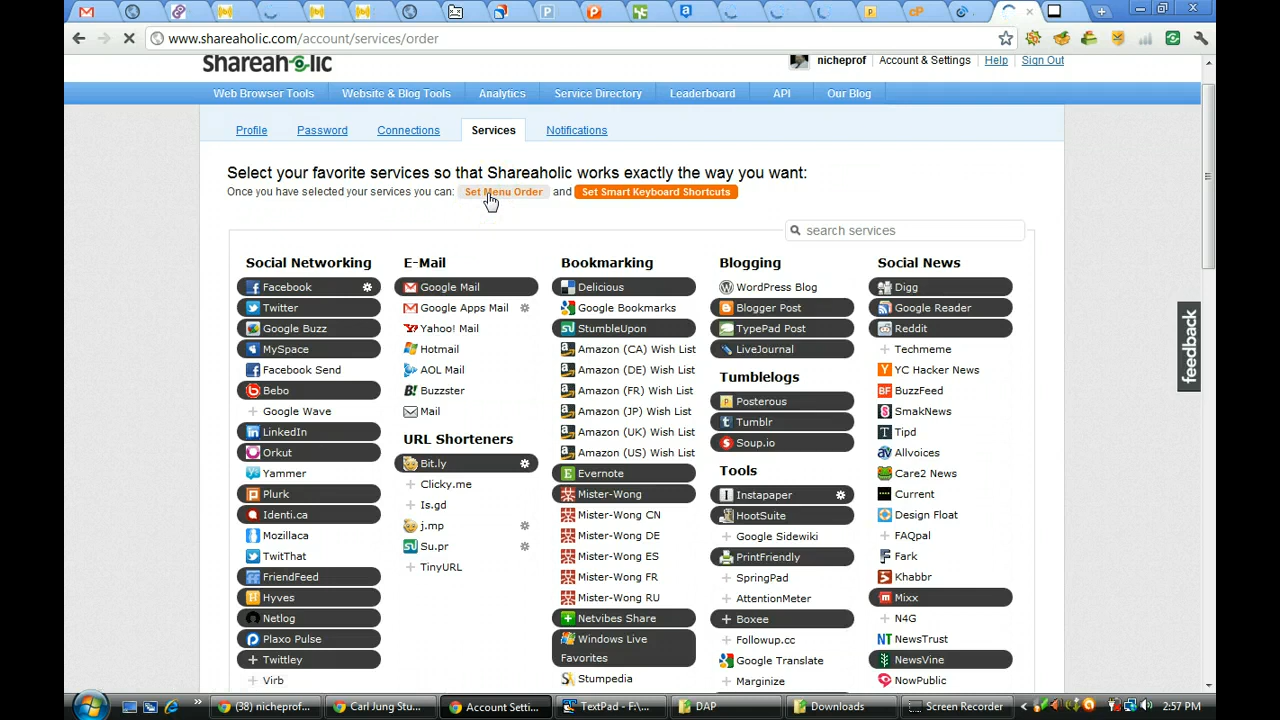 www.shareaholic.com/account/services/order
Shareaholic
nicheprof Account & Settings Help Sign Out
Web Browser Tools Website & Blog Tools Analytics Service Directory Leaderboard API Our Blog
Profile Password Connections Services Notifications
Select your favorite services so that Shareaholic works exactly the way you want:
Once you have selected your services you can: Set Menu Order and Set Smart Keyboard Shortcuts
search services
Social Networking
Facebook
Twitter
Google Buzz
MySpace
Facebook Send
Bebo
Google Wave
LinkedIn
Orkut
Yammer
Plurk
Identi.ca
Mozillaca
TwitThat
FriendFeed
Hyves
Netlog
Plaxo Pulse
Twittley
Virb
E-Mail
Google Mail
Google Apps Mail
Yahoo! Mail
Hotmail
AOL Mail
Buzzster
Mail
URL Shorteners
Bit.ly
Clicky.me
Is.gd
j.mp
Su.pr
TinyURL
Bookmarking
Delicious
Google Bookmarks
StumbleUpon
Amazon (CA) Wish List
Amazon (DE) Wish List
Amazon (FR) Wish List
Amazon (JP) Wish List
Amazon (UK) Wish List
Amazon (US) Wish List
Evernote
Mister-Wong
Mister-Wong CN
Mister-Wong DE
Mister-Wong ES
Mister-Wong FR
Mister-Wong RU
Netvibes Share
Windows Live
Favorites
Stumpedia
Blogging
WordPress Blog
Blogger Post
TypePad Post
LiveJournal
Tumblelogs
Posterous
Tumblr
Soup.io
Tools
Instapaper
HootSuite
Google Sidewiki
PrintFriendly
SpringPad
AttentionMeter
Boxee
Followup.cc
Google Translate
Marginize
Social News
Digg
Google Reader
Reddit
Techmeme
YC Hacker News
BuzzFeed
SmakNews
Tipd
Allvoices
Care2 News
Current
Design Float
FAQpal
Fark
Khabbr
Mixx
N4G
NewsTrust
NewsVine
NowPublic
feedback
(38) nicheprof... Carl Jung Stu... Account Setti... TextPad - F:\... DAP Downloads Screen Recorder 2:57 PM